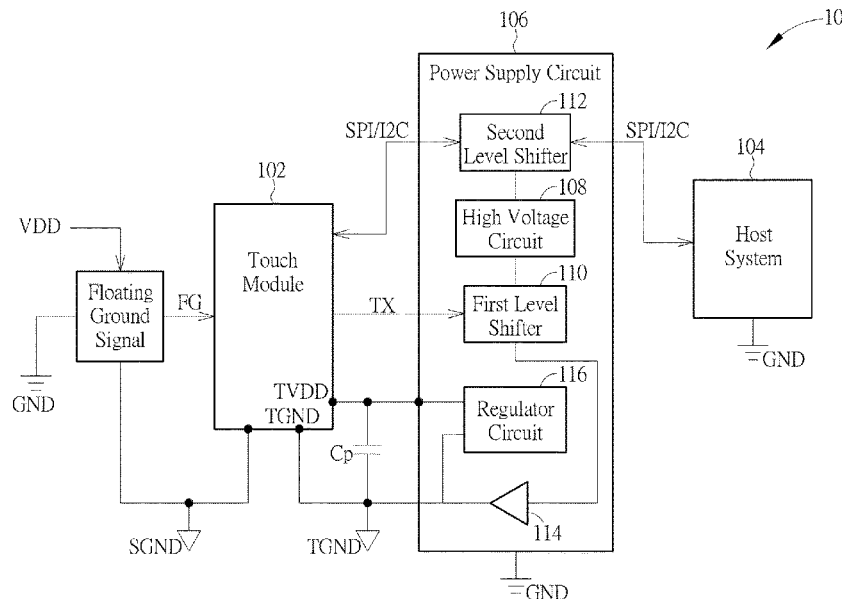 10
106
Power Supply Circuit
112
SPI/I2C
Second
Level Shifter
SPI/I2C
104
102
108
VDD
High Voltage
Circuit
Host
System
Touch
Module
110
Floating
Ground
Signal
FG
TX
First Level
Shifter
GND
GND
116
TVDD
TGND
Regulator
Circuit
Cp
114
SGND
TGND
GND